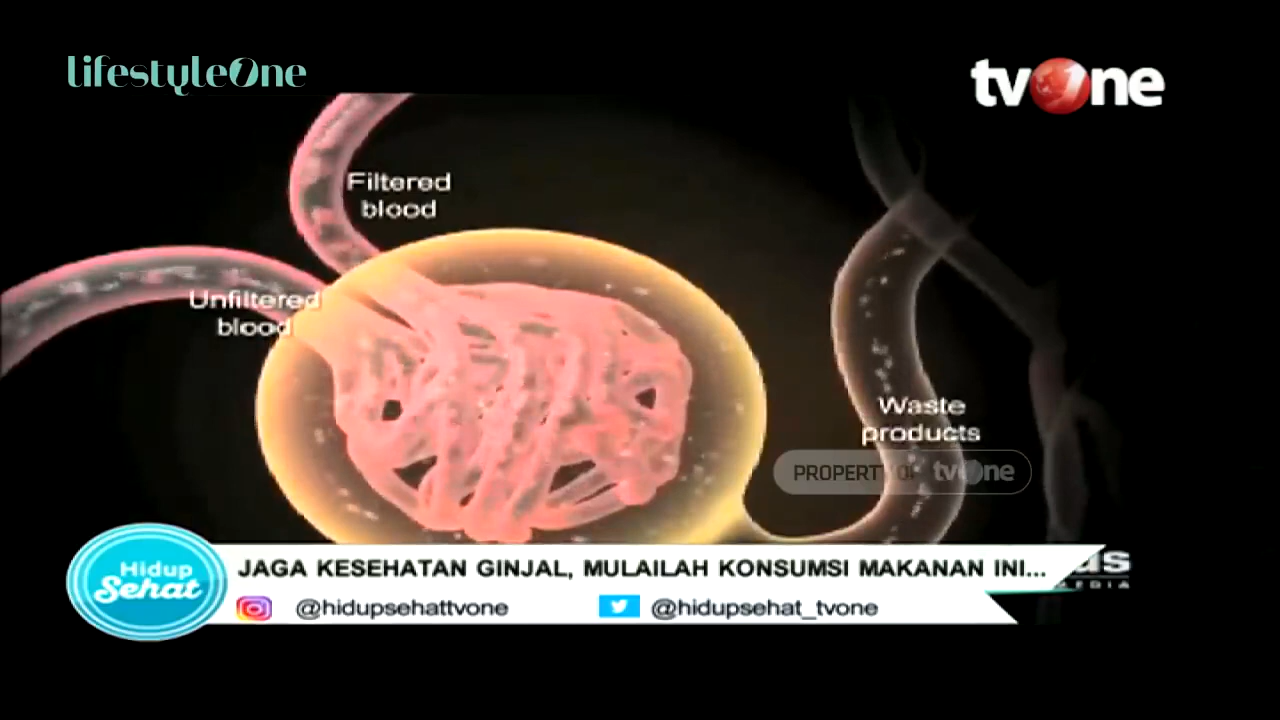 lifestyleOne
tvOne
Filtered
blood
Unfiltered
blood
Waste
products
PROPERTY OF tvOne
Hidup
Sehat
JAGA KESEHATAN GINJAL, MULAILAH KONSUMSI MAKANAN INI...
@hidupsehattvone
@hidupsehat_tvone